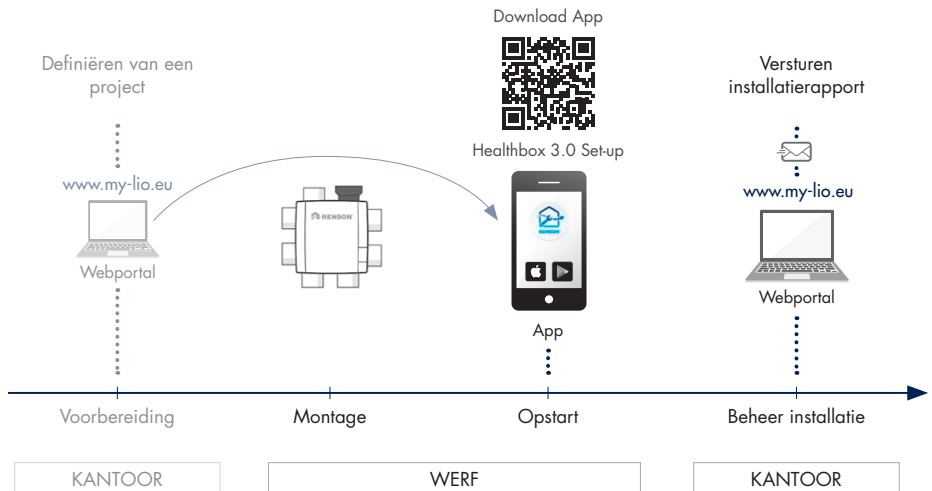 Download App
Definiëren van een
project
Versturen
installatierapport
Healthbox 3.0 Set-up
www.my-lio.eu
www.my-lio.eu
RENSON
RENSON
Webportal
Webportal
App
Voorbereiding
Montage
Opstart
Beheer installatie
KANTOOR
WERF
KANTOOR